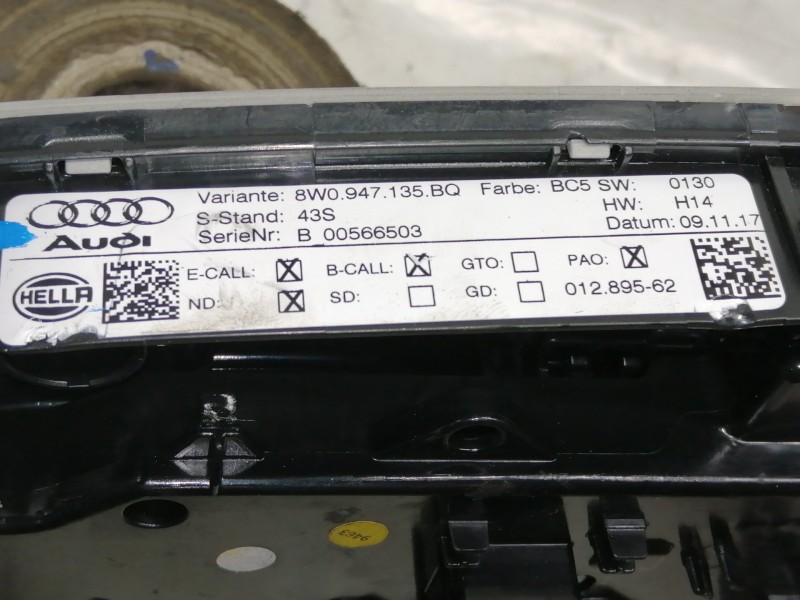 Variante: 8W0.947.135.BQ Farbe: BC5 SW: 0130
S-Stand: 43S HW: H14
SerieNr: B 00566503 Datum: 09.11.17
Audi
E-CALL: B-CALL: GTO: PAO:
HELLA
ND: SD: GD: 012.895-62
9463